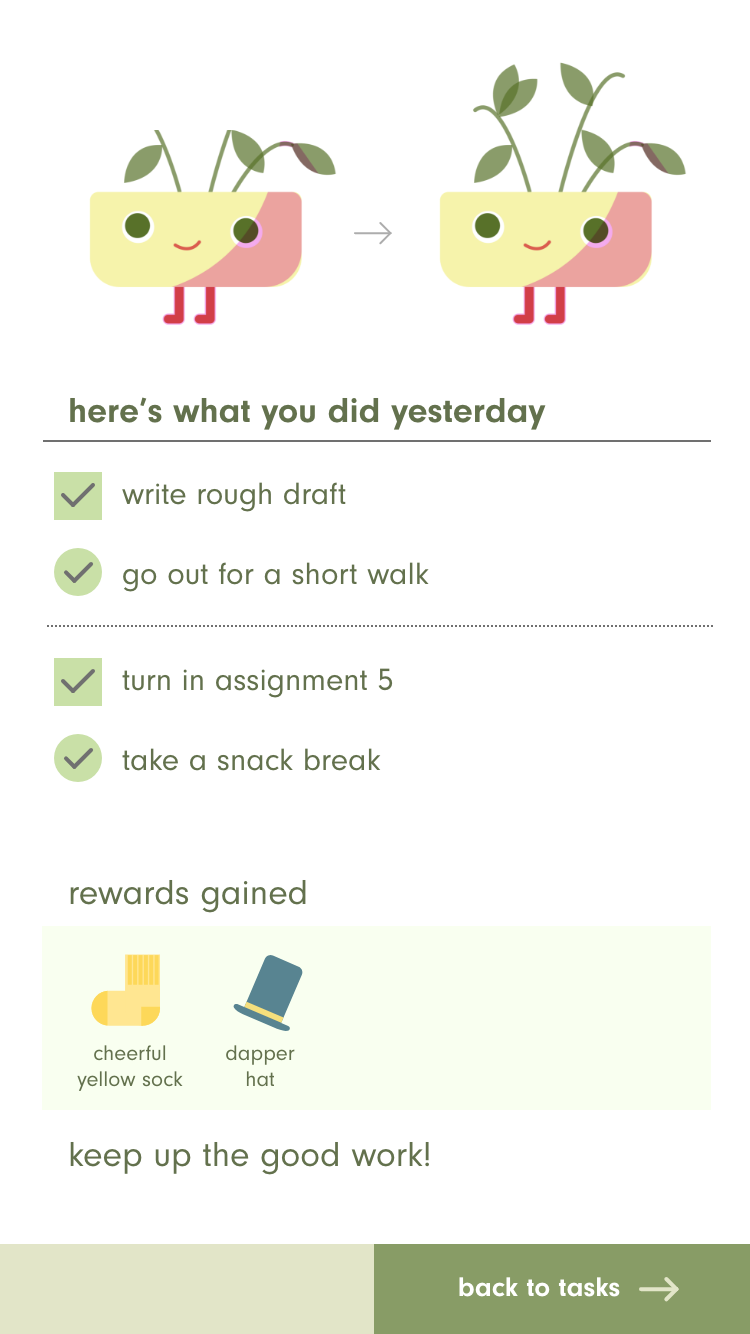 here’s what you did yesterday
write rough draft
go out for a short walk
turn in assignment 5
take a snack break
rewards gained
cheerful
yellow sock
dapper
hat
keep up the good work!
back to tasks